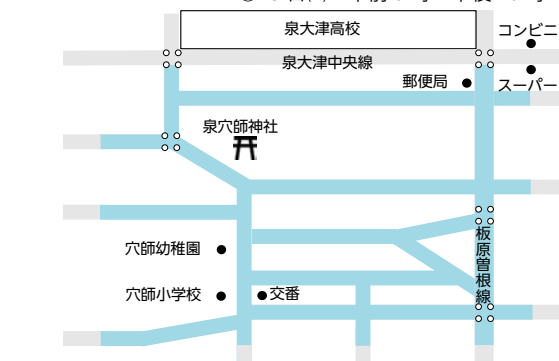 泉大津高校
コンビニ
泉大津中央線
郵便局
スーパー
泉穴師神社
板原曽根線
穴師幼稚園
穴師小学校
交番